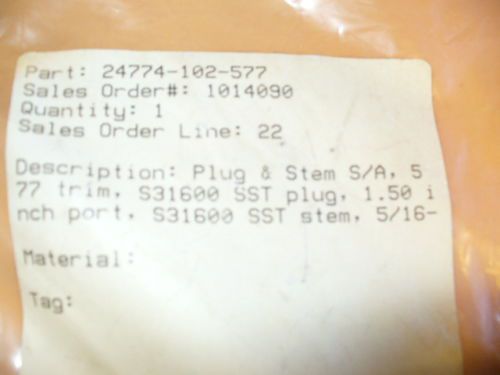 Part: 24774-102-577
Sales Order#: 1014090
Quantity: 1
Sales Order Line: 22
Description: Plug & Stem S/A, 5
77 trim, S31600 SST plug, 1.50 i
nch port, S31600 SST stem, 5/16-
Material:
Tag: